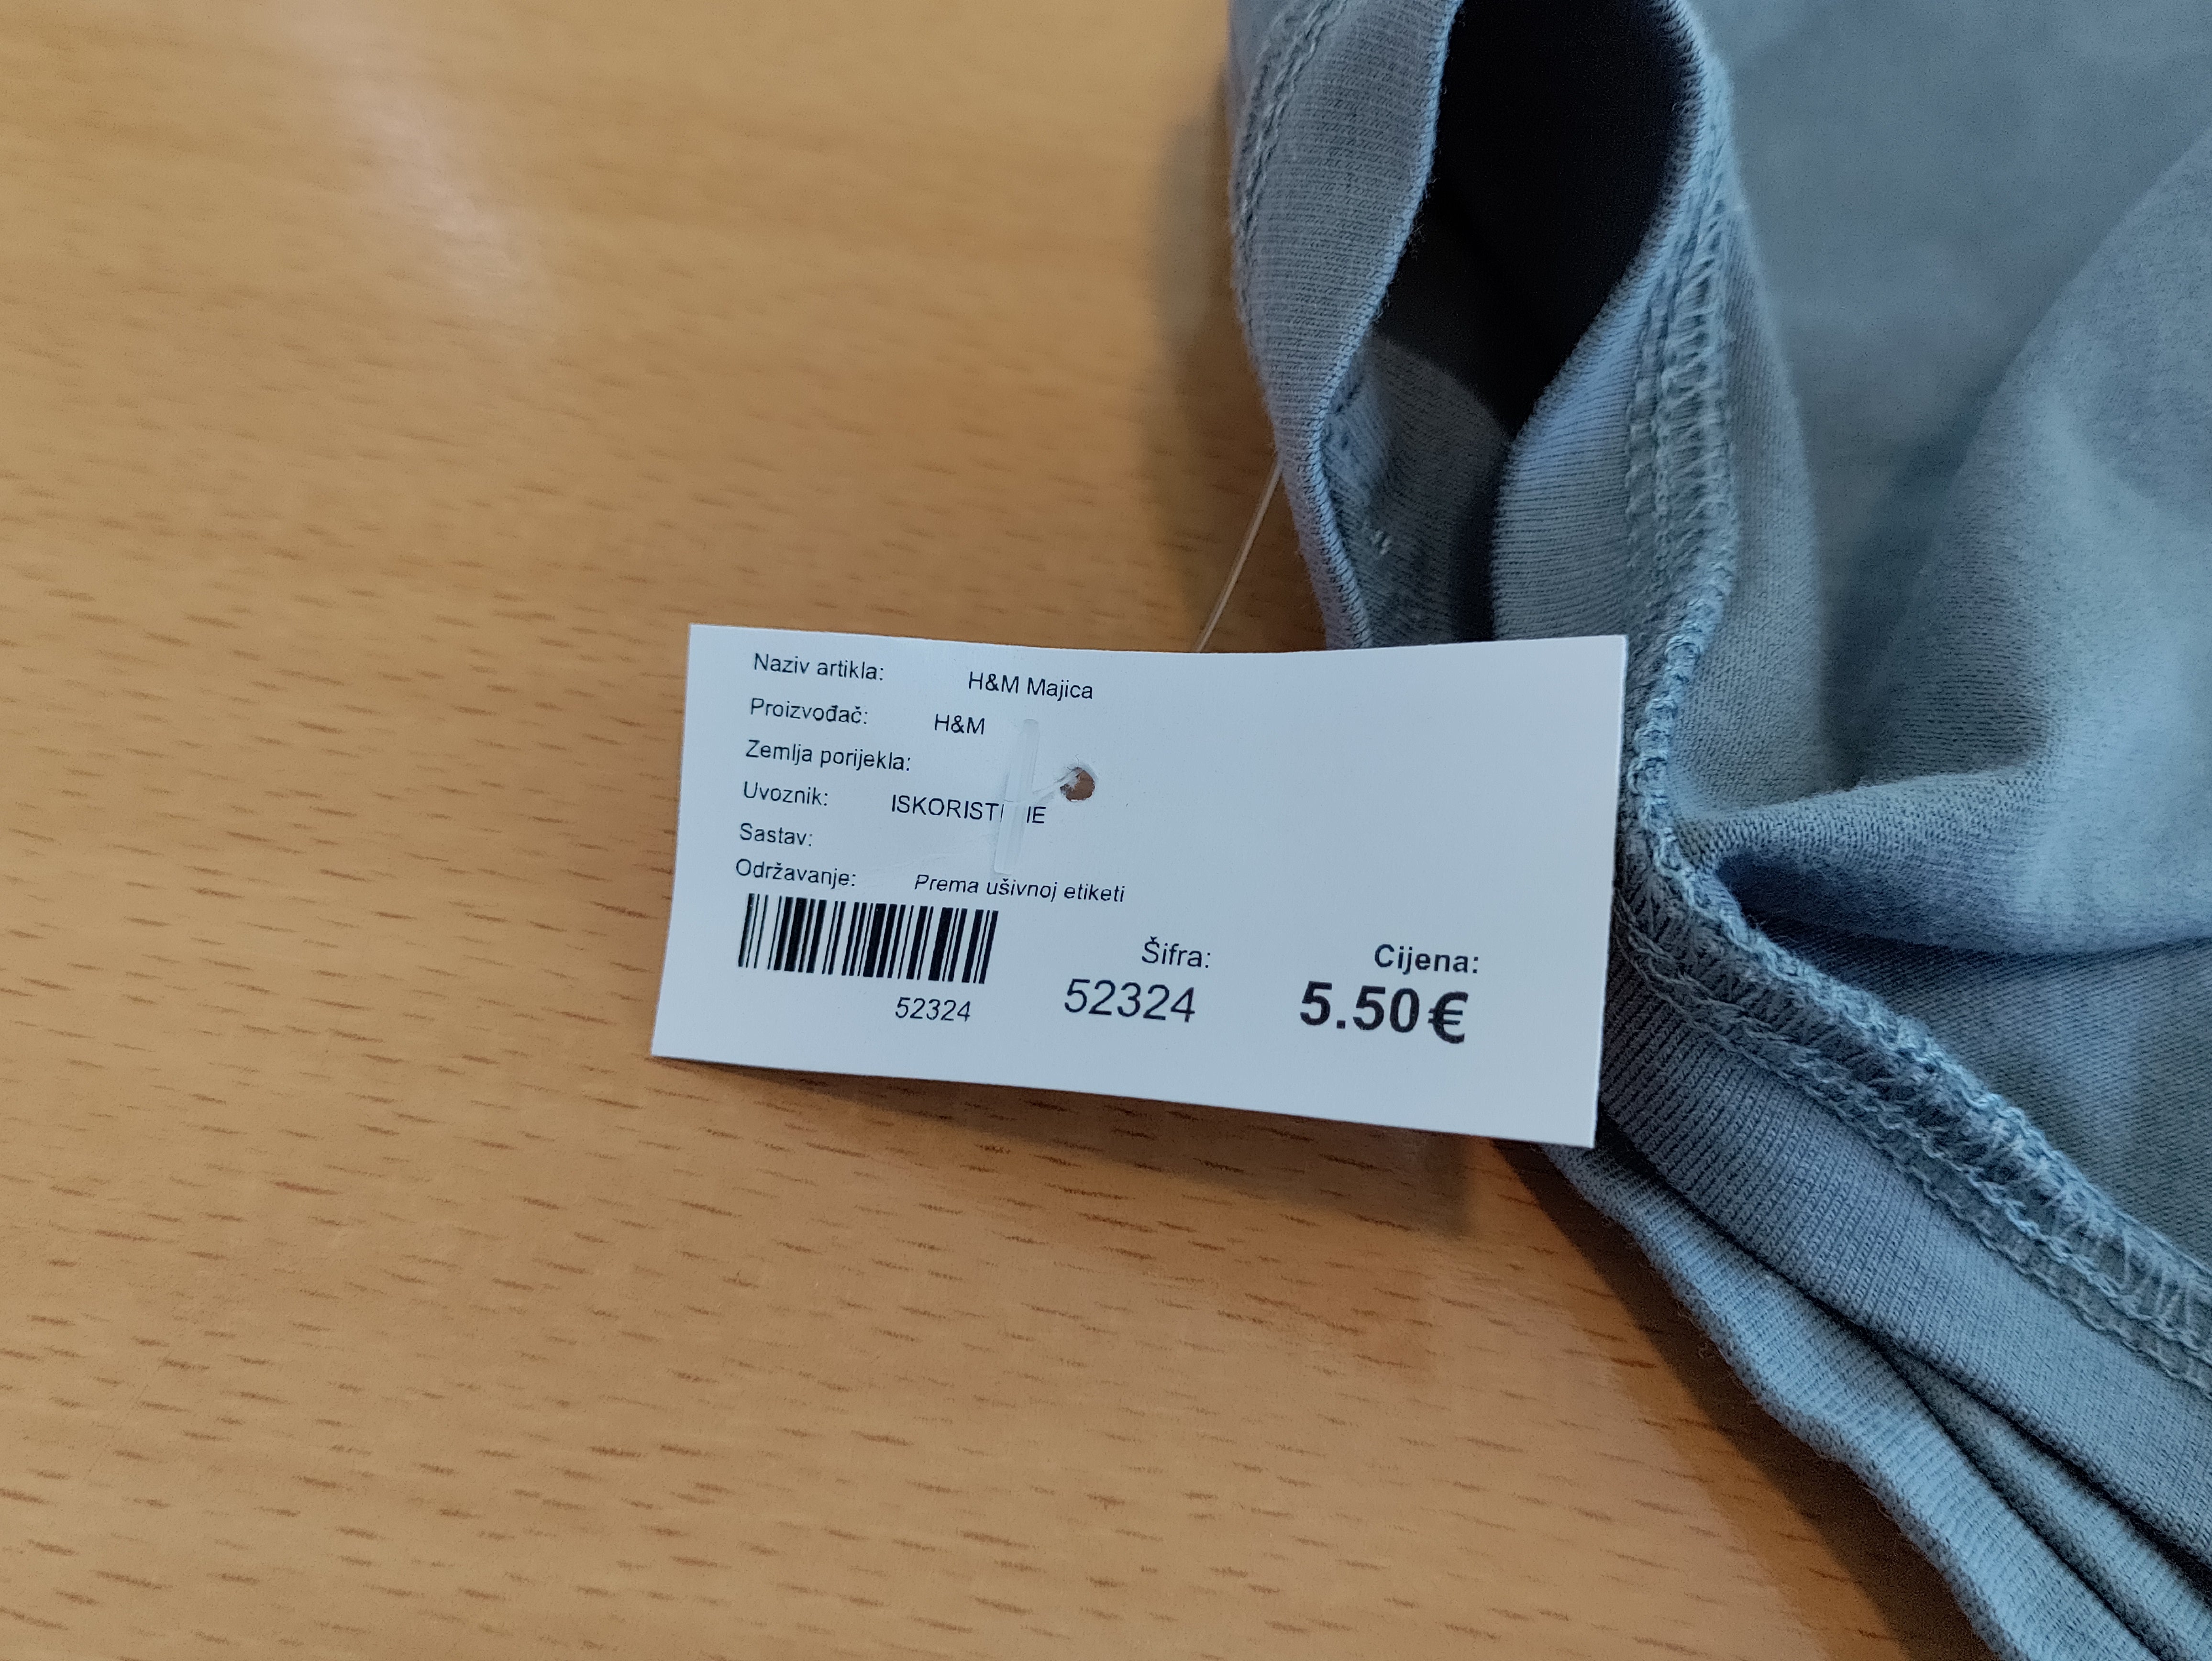 Naziv artikla: H&M Majica
Proizvođač: H&M
Zemlja porijekla:
Uvoznik:
Sastav:
Održavanje: Prema ušivnoj etiketi
52324
Šifra:
52324
Cijena:
5.50€